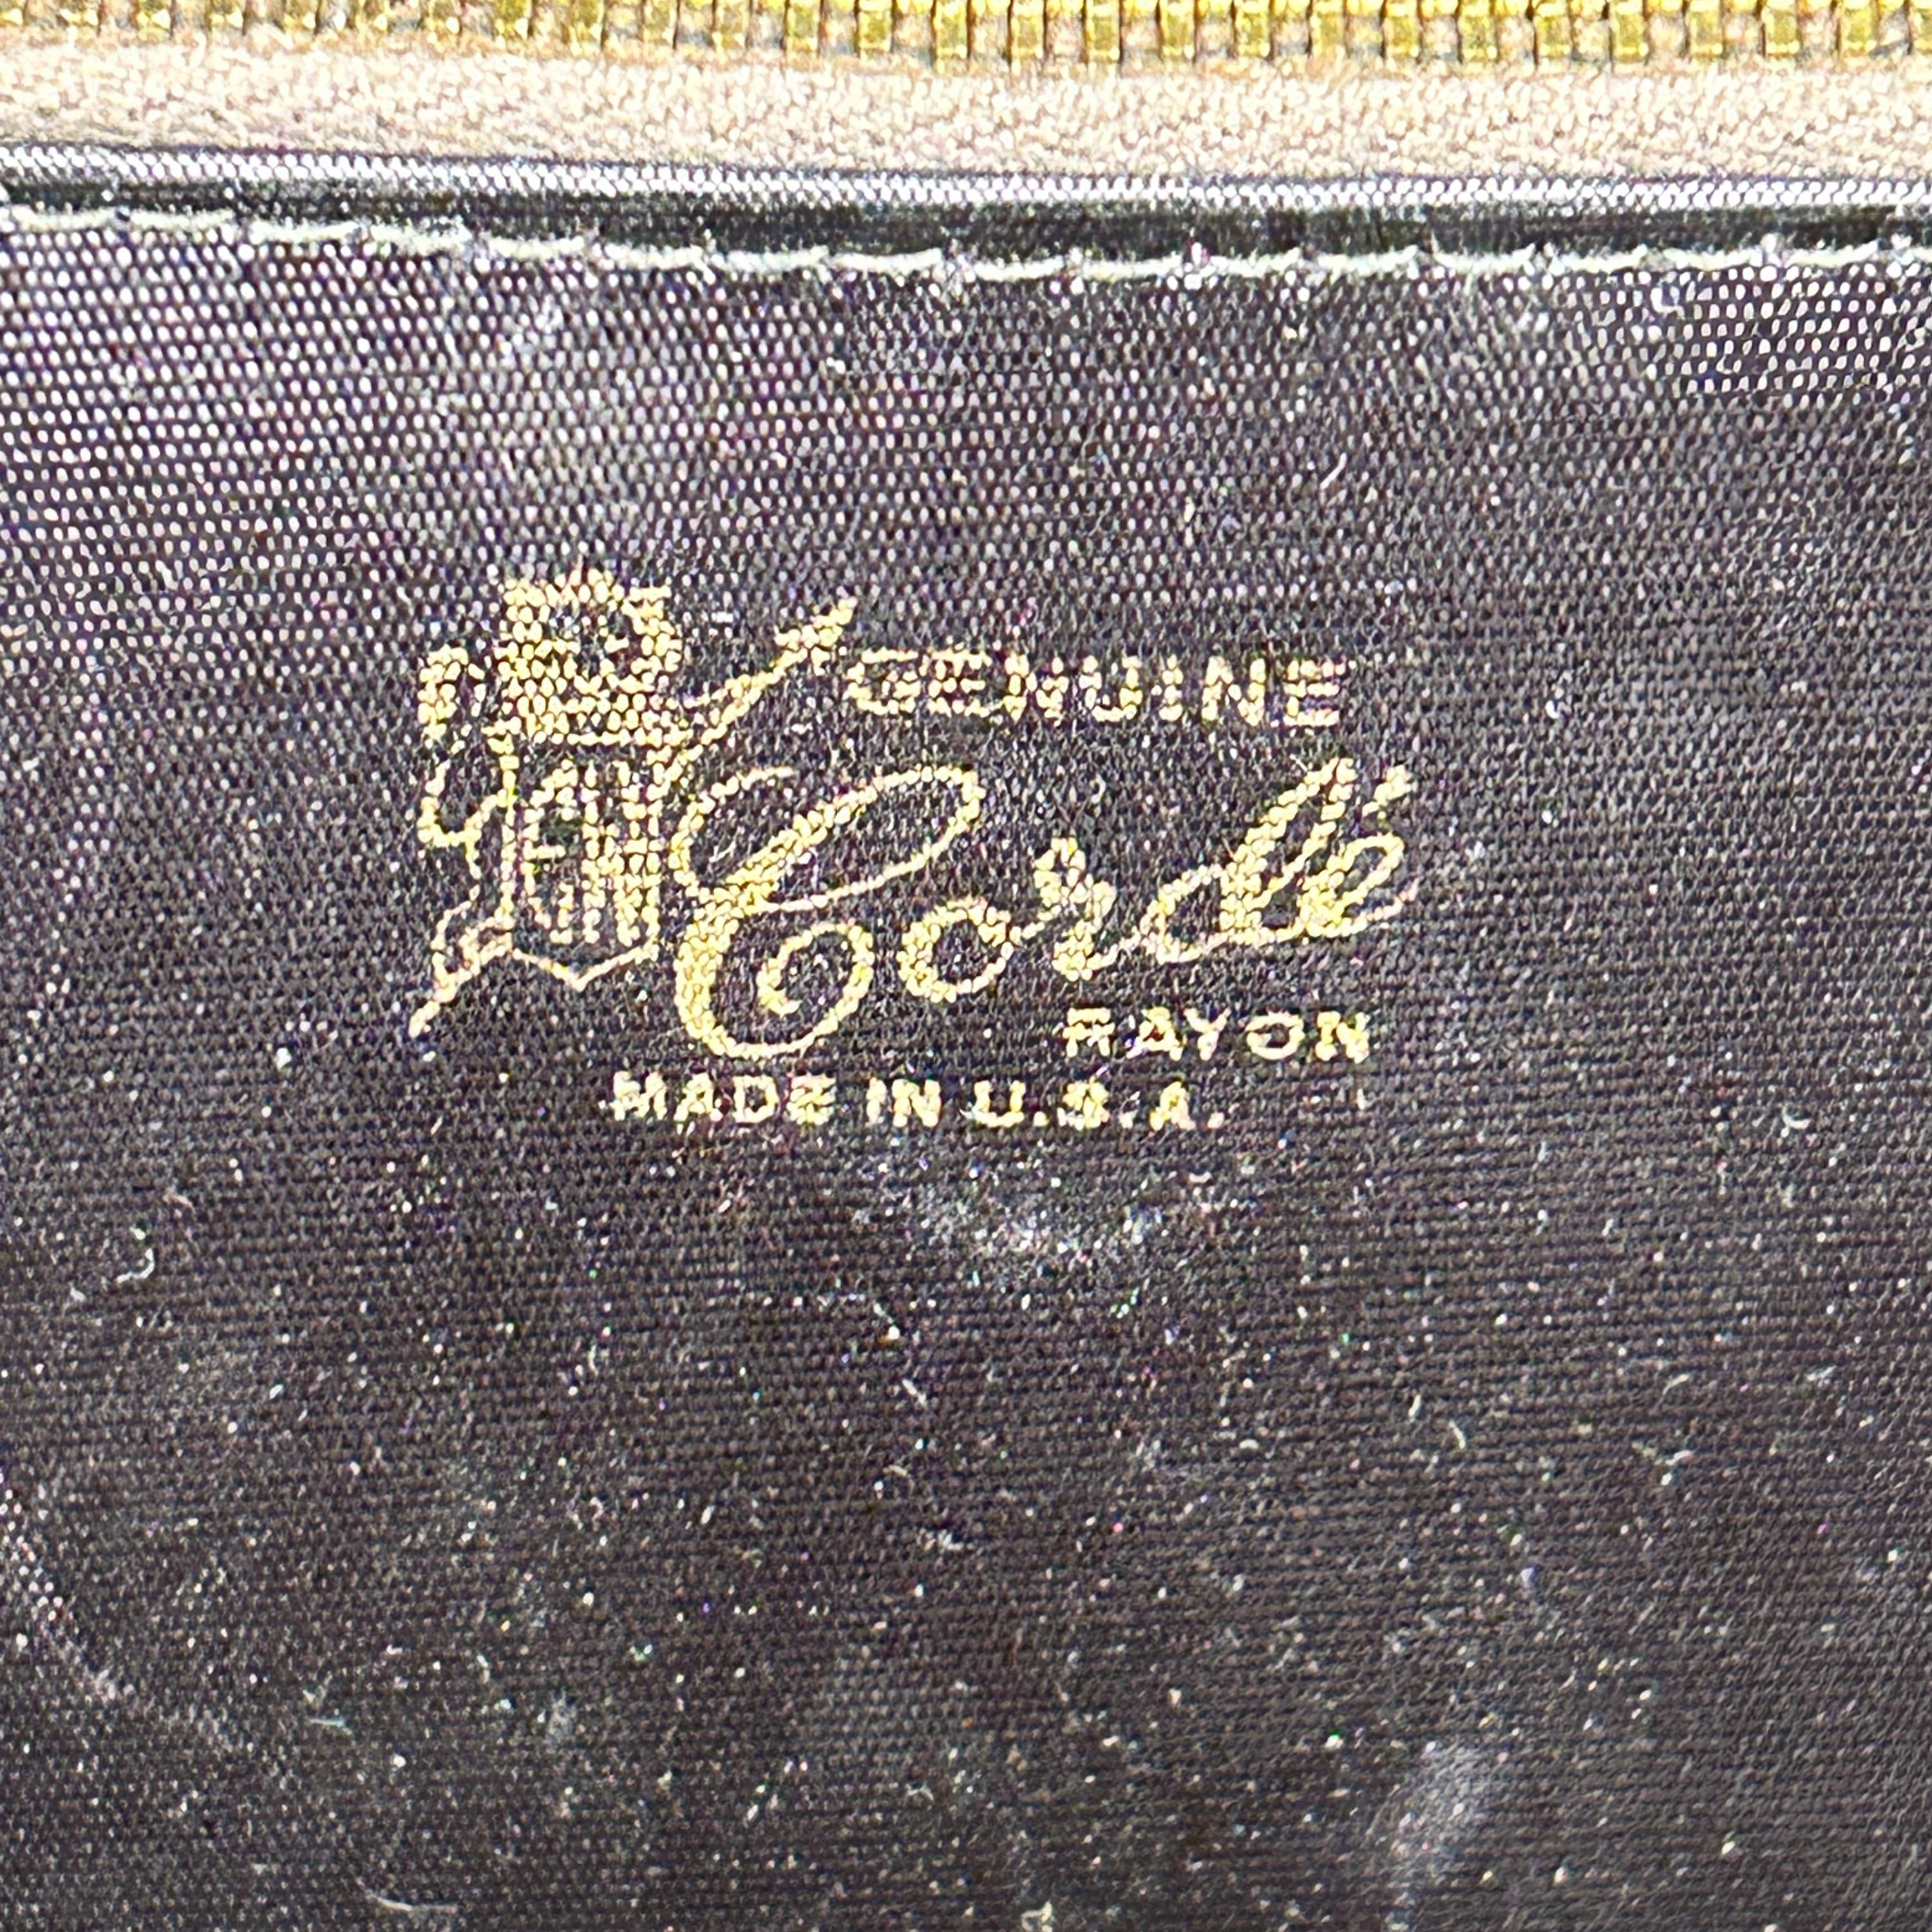 GENUINE
Cordé
RAYON
MADE IN U.S.A.